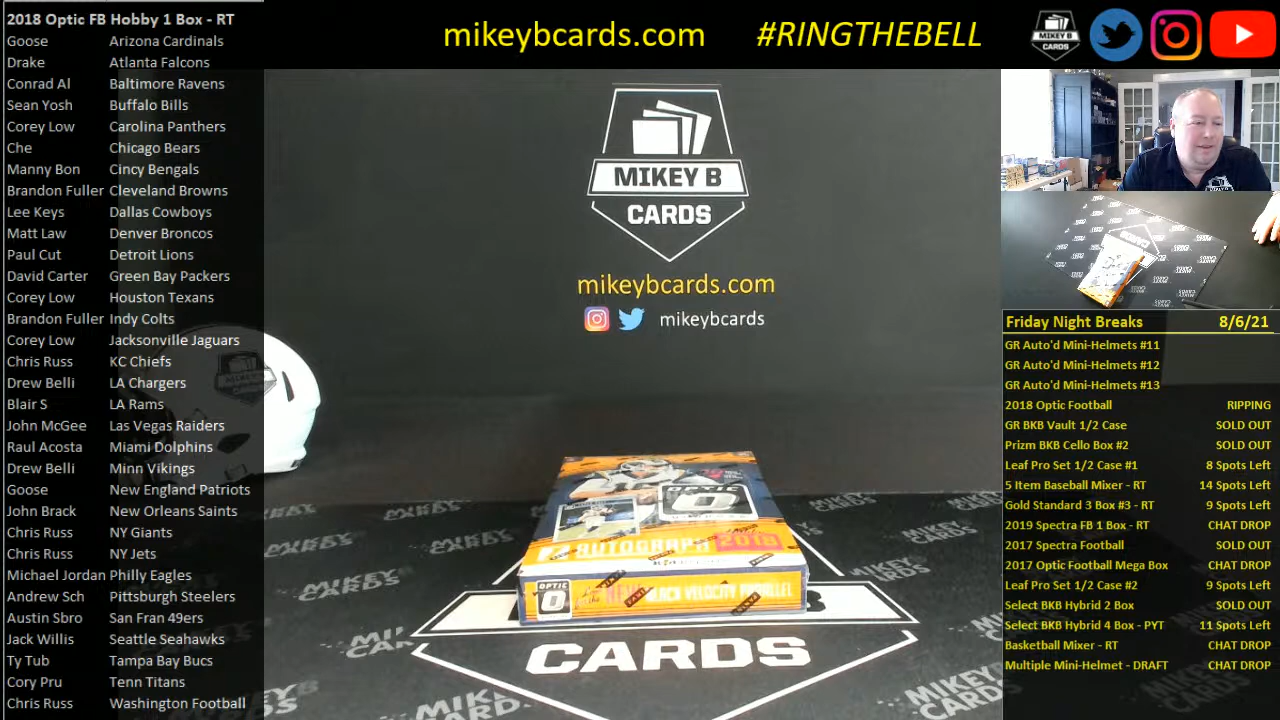 2018 Optic FB Hobby 1 Box - RT
Goose Arizona Cardinals
Drake Atlanta Falcons
Conrad Al Baltimore Ravens
Sean Yosh Buffalo Bills
Corey Low Carolina Panthers
Che Chicago Bears
Manny Bon Cincy Bengals
Brandon Fuller Cleveland Browns
Lee Keys Dallas Cowboys
Matt Law Denver Broncos
Paul Cut Detroit Lions
David Carter Green Bay Packers
Corey Low Houston Texans
Brandon Fuller Indy Colts
Corey Low Jacksonville Jaguars
Chris Russ KC Chiefs
Drew Belli LA Chargers
Blair S LA Rams
John McGee Las Vegas Raiders
Raul Acosta Miami Dolphins
Drew Belli Minn Vikings
Goose New England Patriots
John Brack New Orleans Saints
Chris Russ NY Giants
Chris Russ NY Jets
Michael Jordan Philly Eagles
Andrew Sch Pittsburgh Steelers
Austin Sbro San Fran 49ers
Jack Willis Seattle Seahawks
Ty Tub Tampa Bay Bucs
Cory Pru Tenn Titans
Chris Russ Washington Football
mikeybcards.com #RINGTHEBELL
MIKEY B
CARDS
MIKEY B
CARDS
mikeybcards.com
mikeybcards
OPTIC
AUTOGRAPH 2018
OPTIC
BLACK VELOCITY PARALLEL
CARDS
MIKEY
CARDS
Friday Night Breaks 8/6/21
GR Auto'd Mini-Helmets #11
GR Auto'd Mini-Helmets #12
GR Auto'd Mini-Helmets #13
2018 Optic Football RIPPING
GR BKB Vault 1/2 Case SOLD OUT
Prizm BKB Cello Box #2 SOLD OUT
Leaf Pro Set 1/2 Case #1 8 Spots Left
5 Item Baseball Mixer - RT 14 Spots Left
Gold Standard 3 Box #3 - RT 9 Spots Left
2019 Spectra FB 1 Box - RT CHAT DROP
2017 Spectra Football SOLD OUT
2017 Optic Football Mega Box CHAT DROP
Leaf Pro Set 1/2 Case #2 9 Spots Left
Select BKB Hybrid 2 Box SOLD OUT
Select BKB Hybrid 4 Box - PYT 11 Spots Left
Basketball Mixer - RT CHAT DROP
Multiple Mini-Helmet - DRAFT CHAT DROP